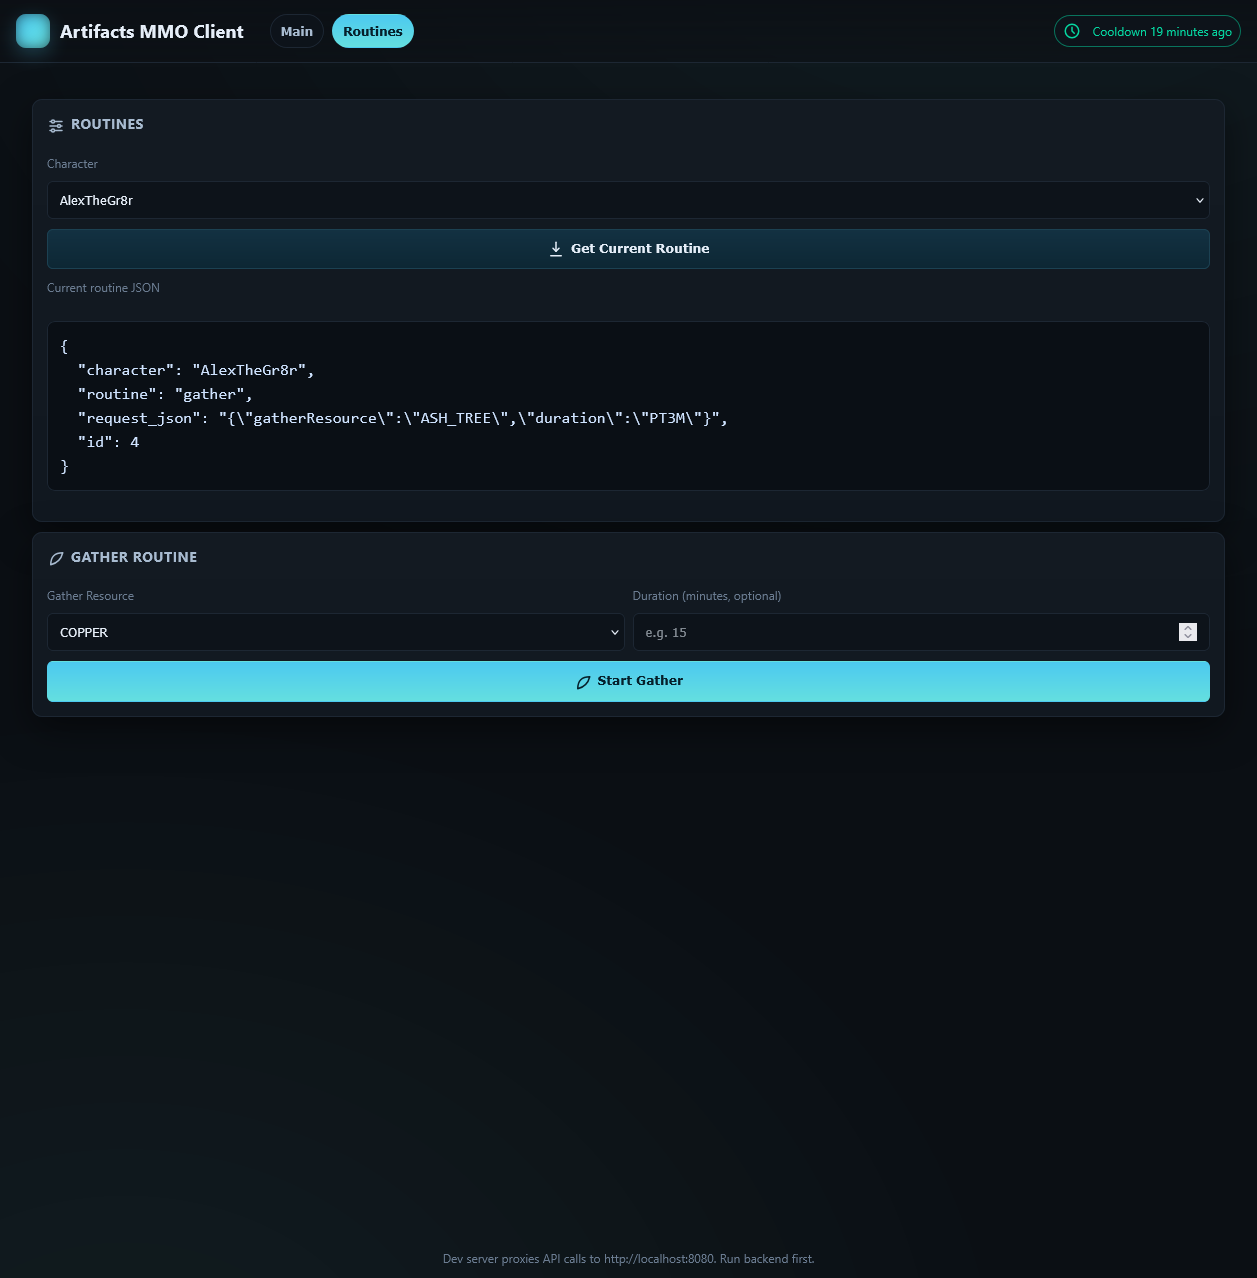 Artifacts MMO Client
Main
Routines
Cooldown 19 minutes ago
ROUTINES
Character
AlexTheGr8r
Get Current Routine
Current routine JSON
{
"character": "AlexTheGr8r",
"routine": "gather",
"request_json": "{\"gatherResource\":\"ASH_TREE\",\"duration\":\"PT3M\"}",
"id": 4
}
GATHER ROUTINE
Gather Resource
Duration (minutes, optional)
COPPER
e.g. 15
Start Gather
Dev server proxies API calls to http://localhost:8080. Run backend first.